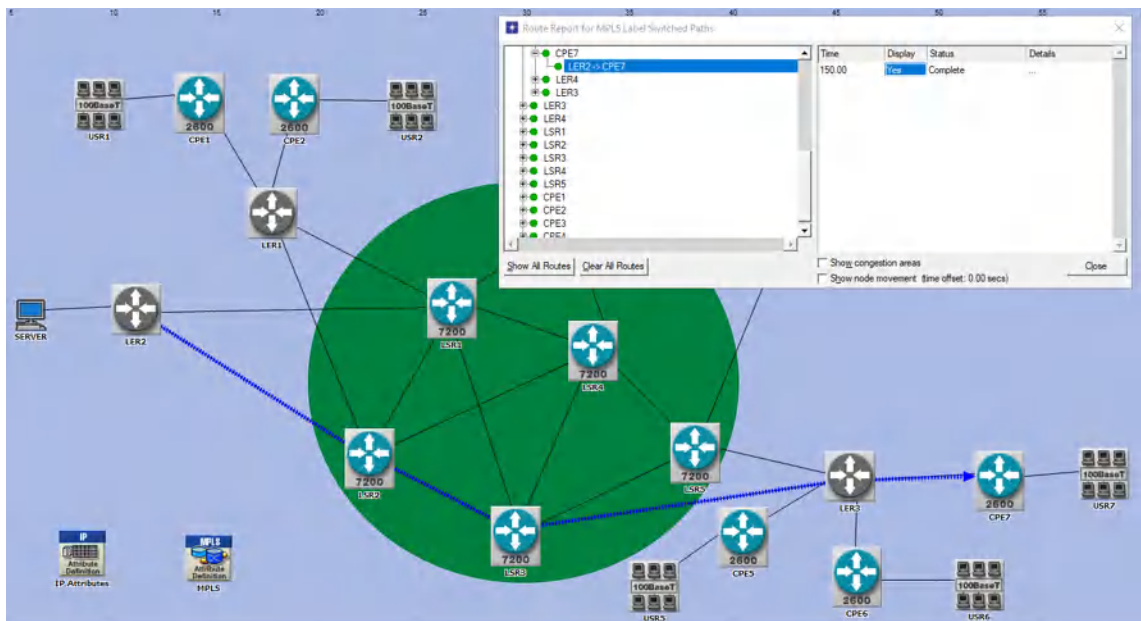 5 10 15 20 25 30 35 40 45 50 55
Route Report for MPLS Label Switched Paths
CPE7
LER2 -> CPE7
LER4
LER3
LER3
LER4
LSR1
LSR2
LSR3
LSR4
LSR5
CPE1
CPE2
CPE3
CPE4
Time Display Status Details
150.00 Yes Complete ...
Show All Routes Clear All Routes
Show congestion areas
Show node movement (time offset: 0.00 secs)
Close
100BaseT
USR1
2600
CPE1
2600
CPE2
100BaseT
USR2
LER1
SERVER
LER2
7200
LSR1
7200
LSR4
7200
LSR2
7200
LSR5
7200
LSR3
LER3
2600
CPE7
100BaseT
USR7
2600
CPE5
100BaseT
USR5
2600
CPE6
100BaseT
USR6
IP
Attribute
Definition
IP Attributes
MPLS
Attribute
Definition
MPLS